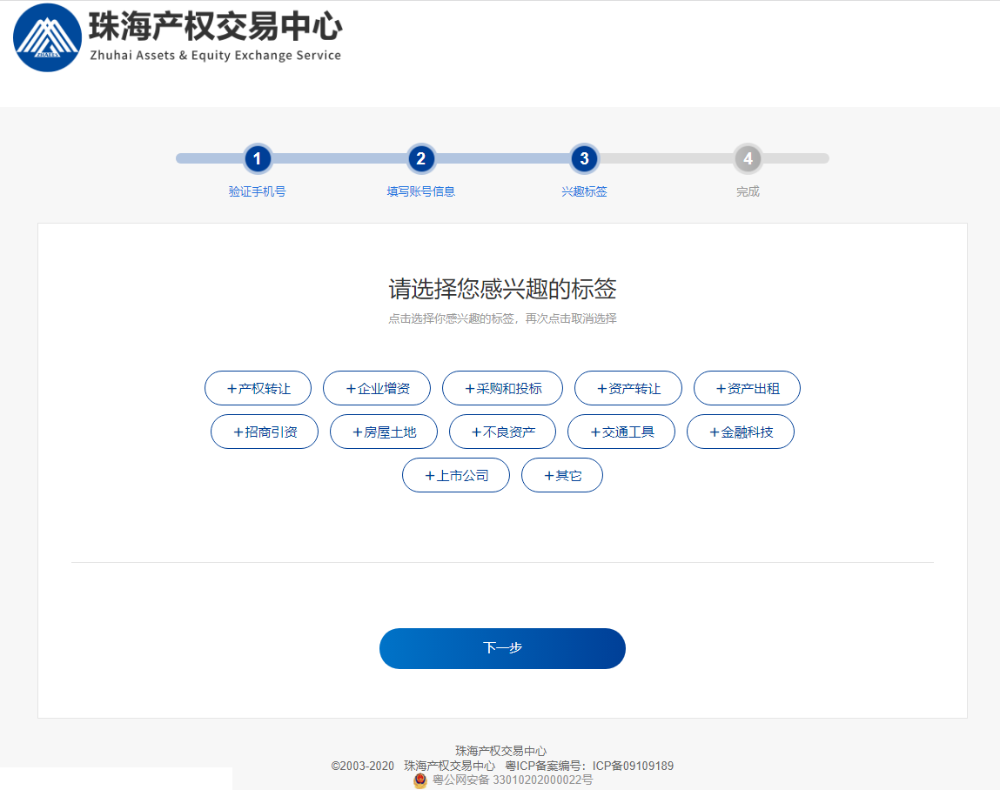 珠海产权交易中心
Zhuhai Assets & Equity Exchange Service
1 2 3 4
验证手机号 填写账号信息 兴趣标签 完成
请选择您感兴趣的标签
点击选择你感兴趣的标签，再次点击取消选择
+产权转让 +企业增资 +采购和投标 +资产转让 +资产出租
+招商引资 +房屋土地 +不良资产 +交通工具 +金融科技
+上市公司 +其它
下一步
珠海产权交易中心
©2003-2020 珠海产权交易中心 粤ICP备案编号：ICP备09109189
粤公网安备 33010202000022号